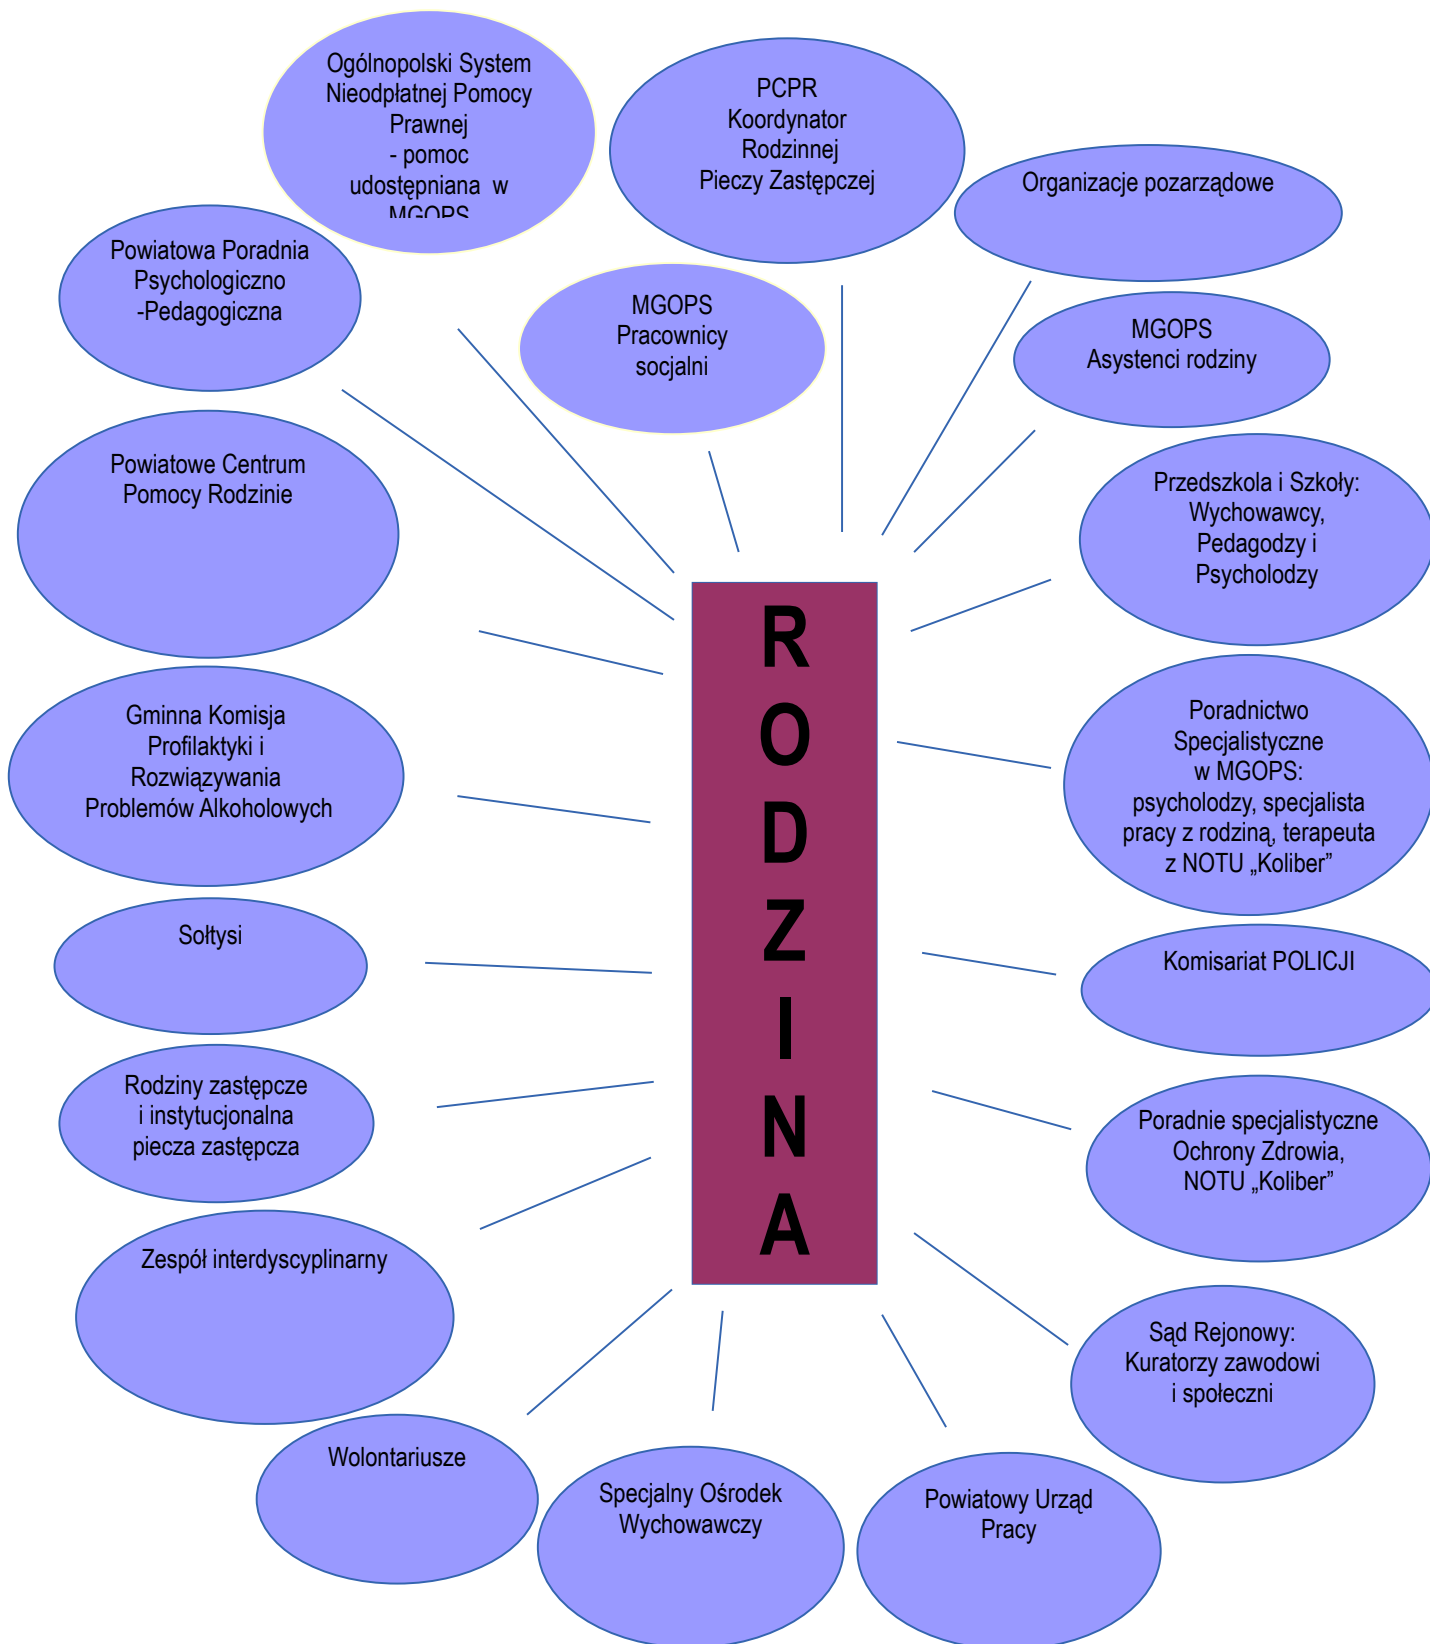 Ogólnopolski System
Nieodpłatnej Pomocy
Prawnej
- pomoc
udostępniana w
MGOPS
PCPR
Koordynator
Rodzinnej
Pieczy Zastępczej
Organizacje pozarządowe
Powiatowa Poradnia
Psychologiczno
-Pedagogiczna
MGOPS
Pracownicy
socjalni
MGOPS
Asystenci rodziny
Powiatowe Centrum
Pomocy Rodzinie
Przedszkola i Szkoły:
Wychowawcy,
Pedagodzy i
Psycholodzy
R
O
D
Z
I
N
A
Gminna Komisja
Profilaktyki i
Rozwiązywania
Problemów Alkoholowych
Poradnictwo
Specjalistyczne
w MGOPS:
psycholodzy, specjalista
pracy z rodziną, terapeuta
z NOTU „Koliber”
Sołtysi
Komisariat POLICJI
Rodziny zastępcze
i instytucjonalna
piecza zastępcza
Poradnie specjalistyczne
Ochrony Zdrowia,
NOTU „Koliber”
Zespół interdyscyplinarny
Sąd Rejonowy:
Kuratorzy zawodowi
i społeczni
Wolontariusze
Specjalny Ośrodek
Wychowawczy
Powiatowy Urząd
Pracy